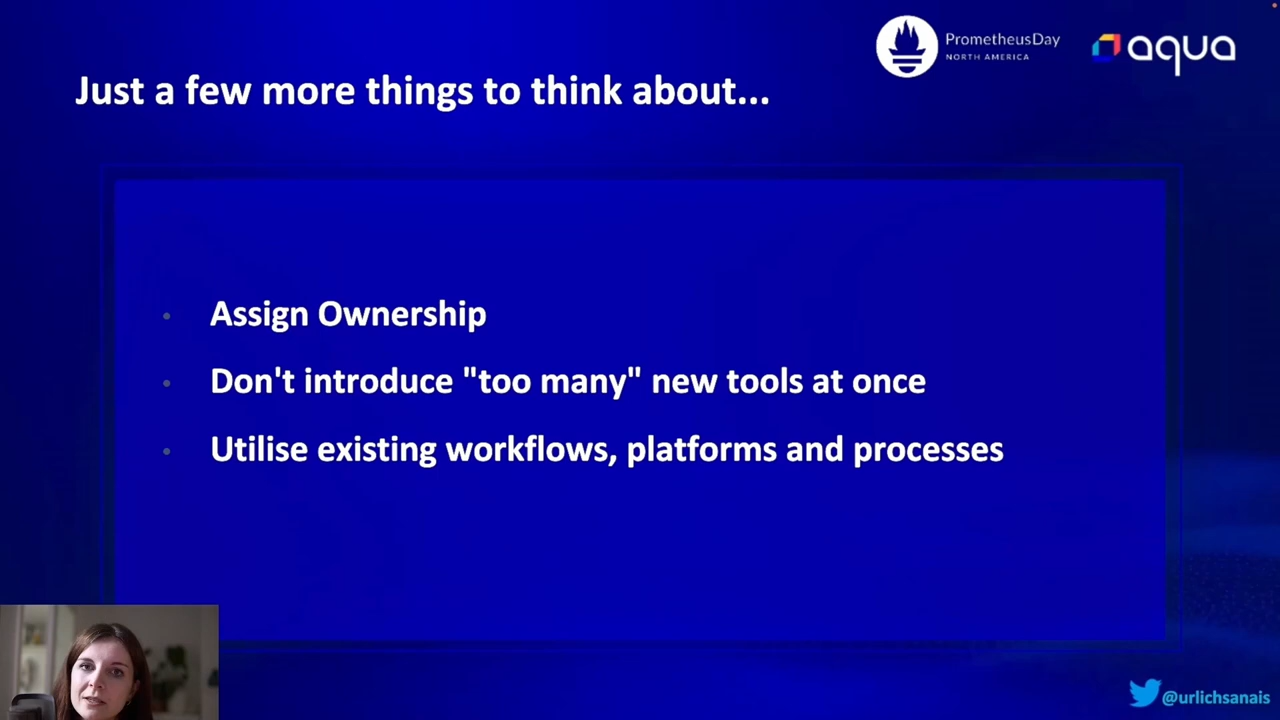 PrometheusDay
NORTH AMERICA
aqua
Just a few more things to think about...
Assign Ownership
Don't introduce "too many" new tools at once
Utilise existing workflows, platforms and processes
@urlichsanais